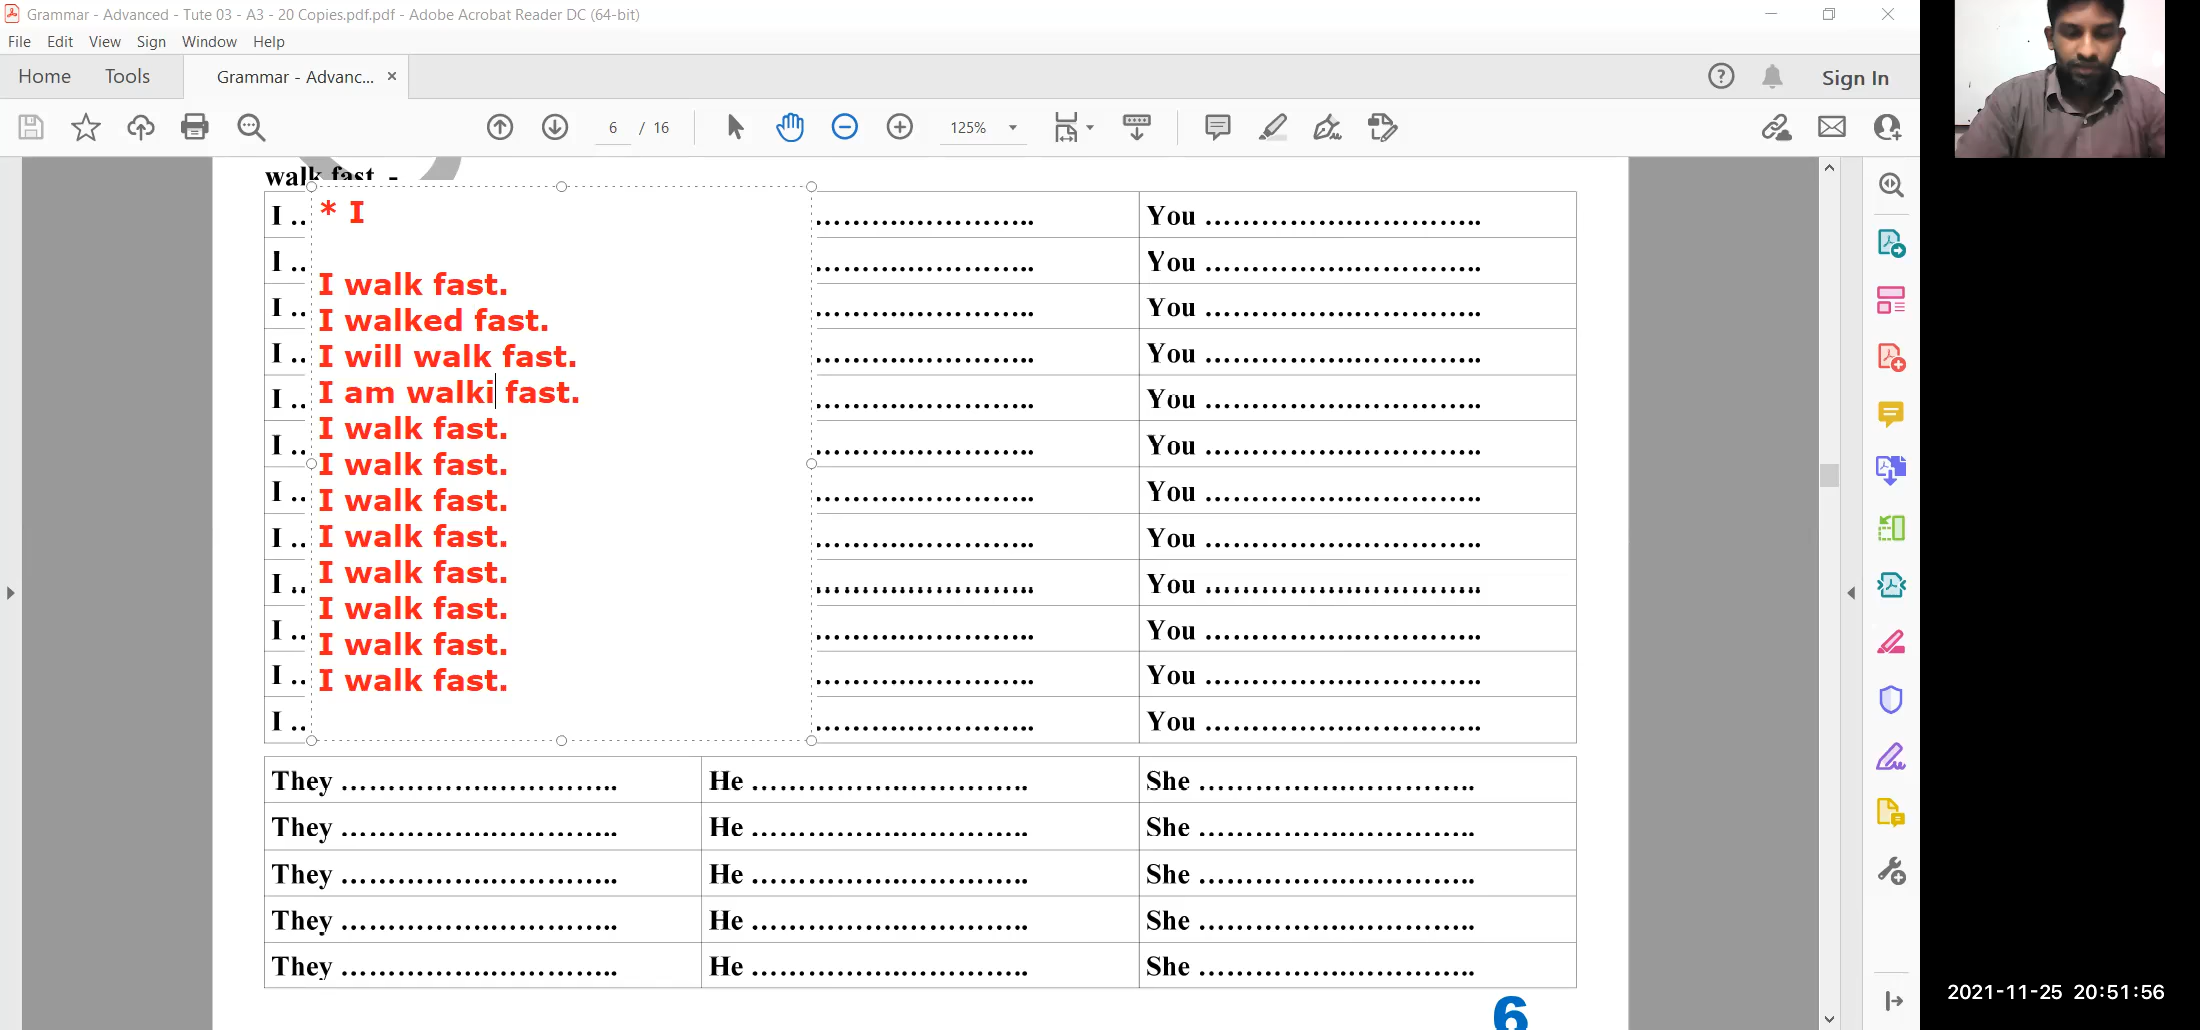 Grammar - Advanced - Tute 03 - A3 - 20 Copies.pdf.pdf - Adobe Acrobat Reader DC (64-bit)
File Edit View Sign Window Help
Home Tools Grammar - Advanc... × Sign In
6 / 16 125%
walk fast -
I .. ................................ You ................................
I .. ................................ You ................................
I .. ................................ You ................................
I .. ................................ You ................................
I .. ................................ You ................................
I .. ................................ You ................................
I .. ................................ You ................................
I .. ................................ You ................................
I .. ................................ You ................................
I .. ................................ You ................................
I .. ................................ You ................................
I .. ................................ You ................................
* I
I walk fast.
I walked fast.
I will walk fast.
I am walki fast.
I walk fast.
I walk fast.
I walk fast.
I walk fast.
I walk fast.
I walk fast.
I walk fast.
I walk fast.
They ................................ He ................................ She ................................
They ................................ He ................................ She ................................
They ................................ He ................................ She ................................
They ................................ He ................................ She ................................
They ................................ He ................................ She ................................
6
2021-11-25 20:51:56